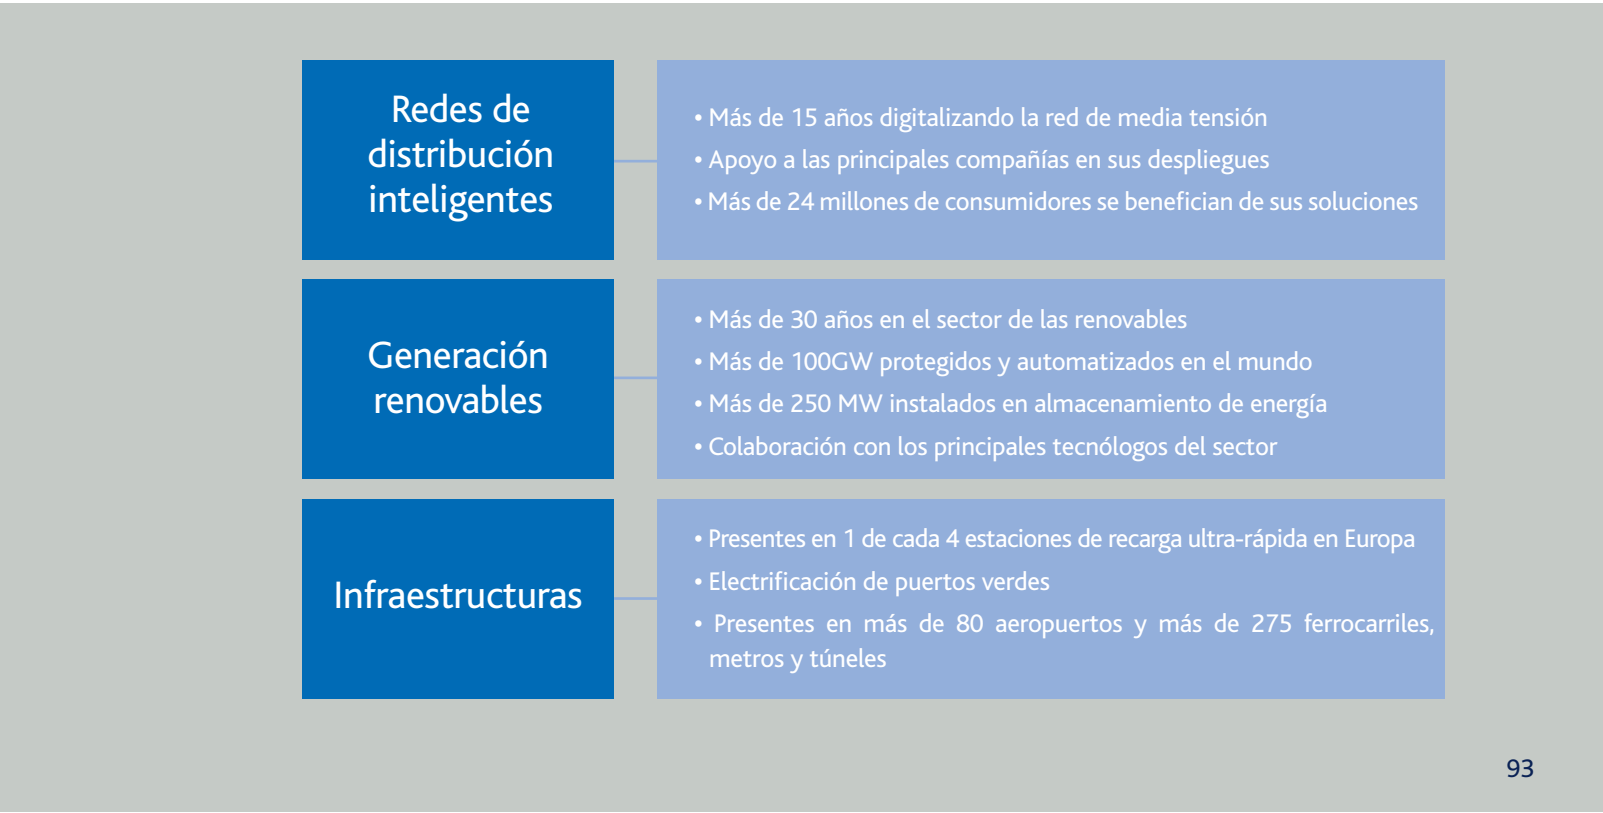 Redes de
distribución
inteligentes
• Más de 15 años digitalizando la red de media tensión
• Apoyo a las principales compañías en sus despliegues
• Más de 24 millones de consumidores se benefician de sus soluciones
Generación
renovables
• Más de 30 años en el sector de las renovables
• Más de 100GW protegidos y automatizados en el mundo
• Más de 250 MW instalados en almacenamiento de energía
• Colaboración con los principales tecnólogos del sector
Infraestructuras
• Presentes en 1 de cada 4 estaciones de recarga ultra-rápida en Europa
• Electrificación de puertos verdes
• Presentes en más de 80 aeropuertos y más de 275 ferrocarriles,
metros y túneles
93